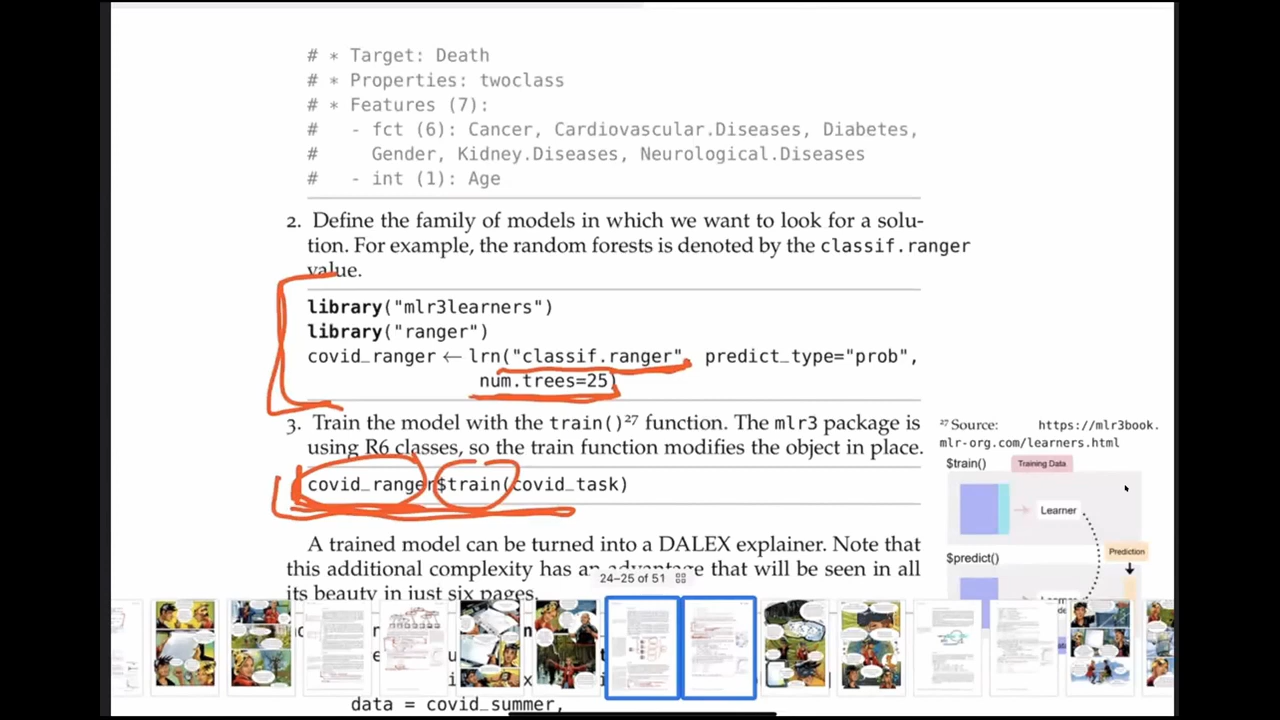 # * Target: Death
# * Properties: twoclass
# * Features (7):
#   - fct (6): Cancer, Cardiovascular.Diseases, Diabetes,
#     Gender, Kidney.Diseases, Neurological.Diseases
#   - int (1): Age
2. Define the family of models in which we want to look for a solu-
tion. For example, the random forests is denoted by the classif.ranger
value.
library("mlr3learners")
library("ranger")
covid_ranger ← lrn("classif.ranger", predict_type="prob",
num.trees=25)
3. Train the model with the train()²⁷ function. The mlr3 package is
using R6 classes, so the train function modifies the object in place.
covid_ranger$train(covid_task)
²⁷ Source: https://mlr3book.
mlr-org.com/learners.html
$train()
Training Data
Learner
Prediction
$predict()
A trained model can be turned into a DALEX explainer. Note that
this additional complexity has an advantage that will be seen in all
its beauty in just six pages.
24–25 of 51
data = covid_summer,